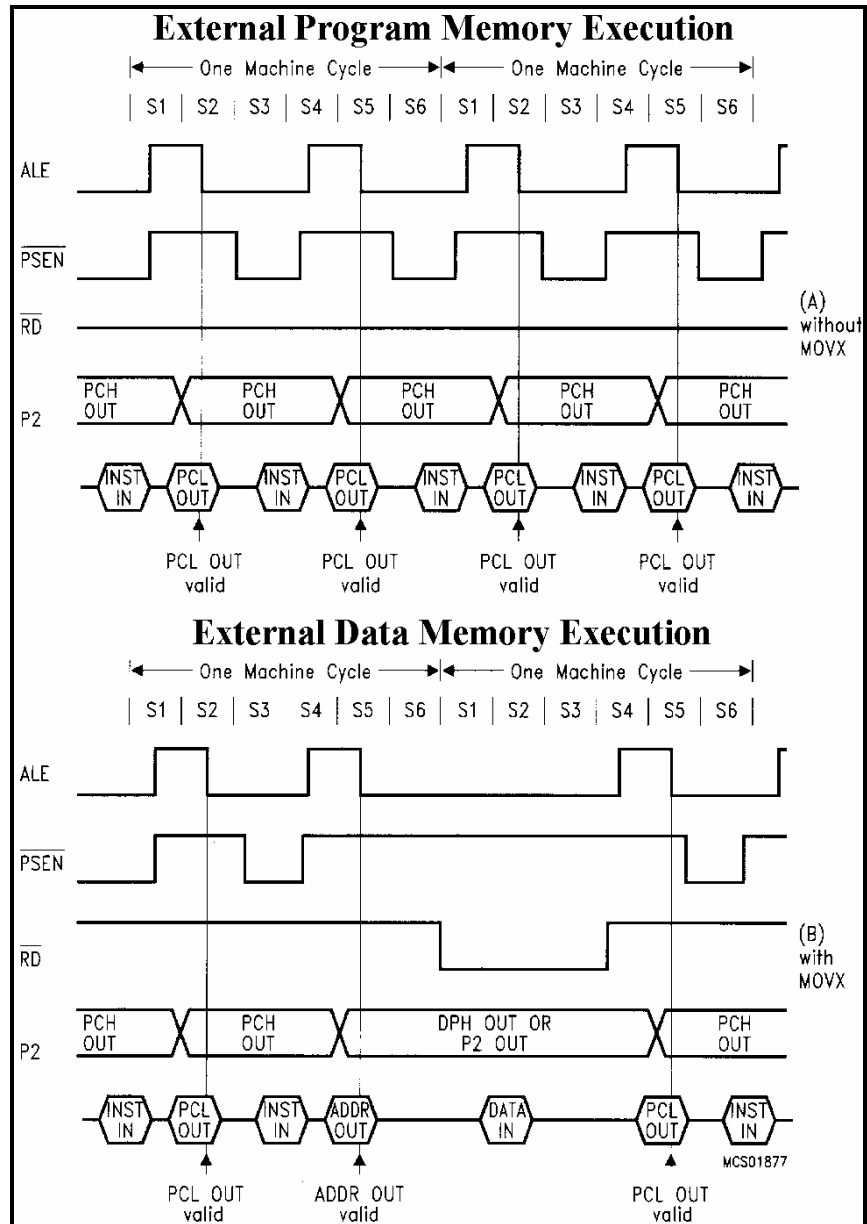 External Program Memory Execution
One Machine Cycle One Machine Cycle
S1 S2 S3 S4 S5 S6 S1 S2 S3 S4 S5 S6
ALE
PSEN
RD
(A)
without
MOVX
PCH OUT PCH OUT PCH OUT PCH OUT PCH OUT
P2
INST IN PCL OUT INST IN PCL OUT INST IN PCL OUT INST IN PCL OUT INST IN
PCL OUT valid PCL OUT valid PCL OUT valid PCL OUT valid
External Data Memory Execution
One Machine Cycle One Machine Cycle
S1 S2 S3 S4 S5 S6 S1 S2 S3 S4 S5 S6
ALE
PSEN
RD
(B)
with
MOVX
PCH OUT PCH OUT DPH OUT OR P2 OUT PCH OUT
P2
INST IN PCL OUT INST IN ADDR OUT DATA IN PCL OUT INST IN
MCS01877
PCL OUT valid ADDR OUT valid PCL OUT valid